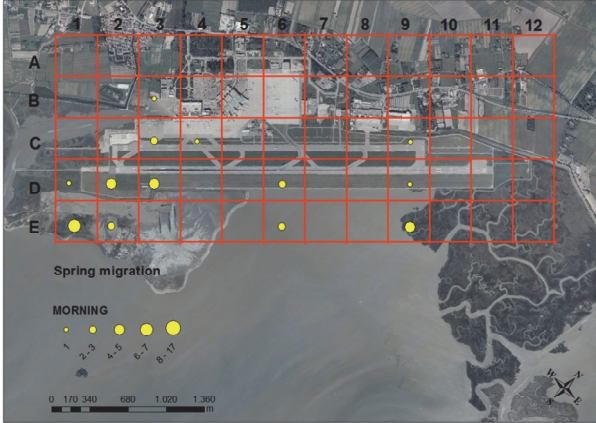 1 2 3 4 5 6 7 8 9 10 11 12
A
B
C
D
E
Spring migration
MORNING
1 2 - 3 4 - 5 6 - 7 8 - 17
0 170 340 680 1.020 1.360
m
N
W
E